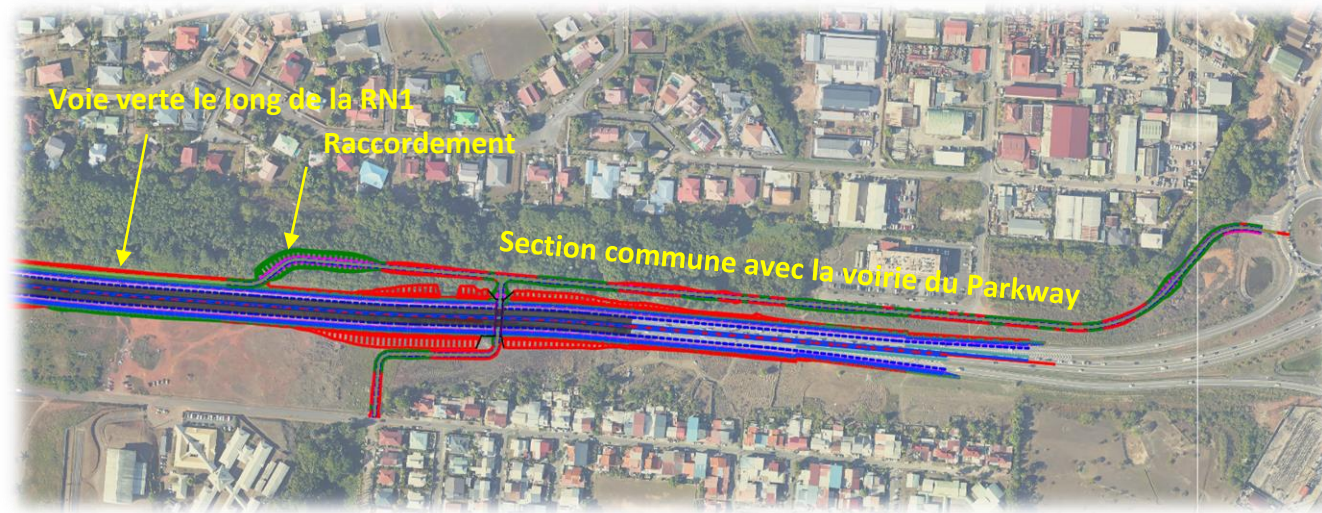 Voie verte le long de la RN1
Raccordement
Section commune avec la voirie du Parkway